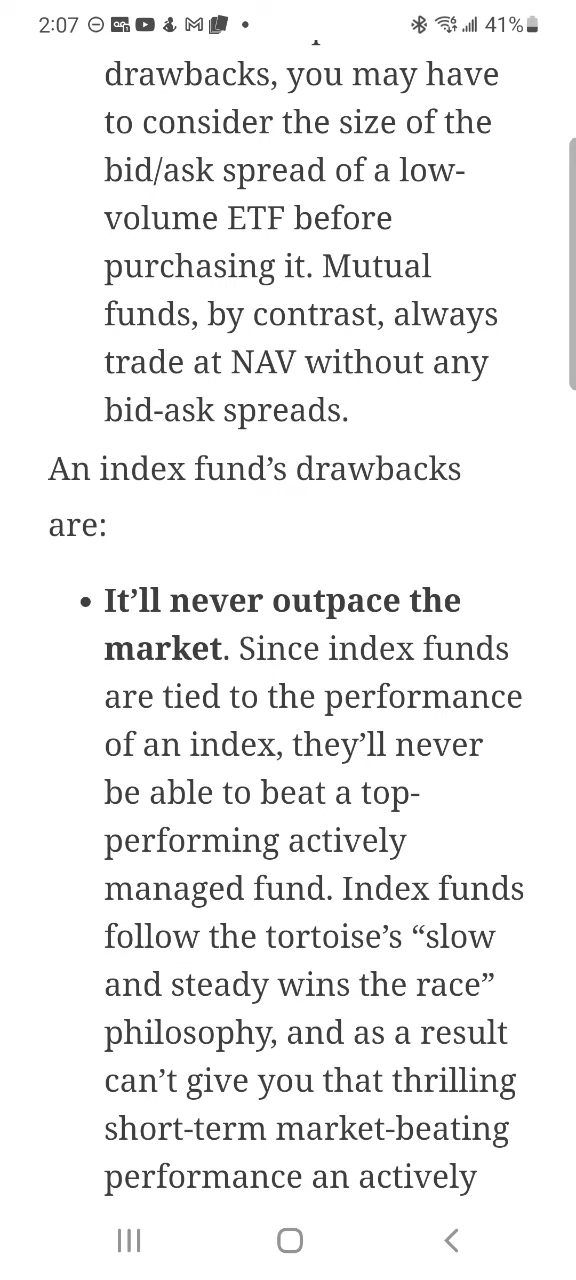 2:07
41%
drawbacks, you may have
to consider the size of the
bid/ask spread of a low-
volume ETF before
purchasing it. Mutual
funds, by contrast, always
trade at NAV without any
bid-ask spreads.
An index fund’s drawbacks
are:
• It’ll never outpace the
market. Since index funds
are tied to the performance
of an index, they’ll never
be able to beat a top-
performing actively
managed fund. Index funds
follow the tortoise’s “slow
and steady wins the race”
philosophy, and as a result
can’t give you that thrilling
short-term market-beating
performance an actively